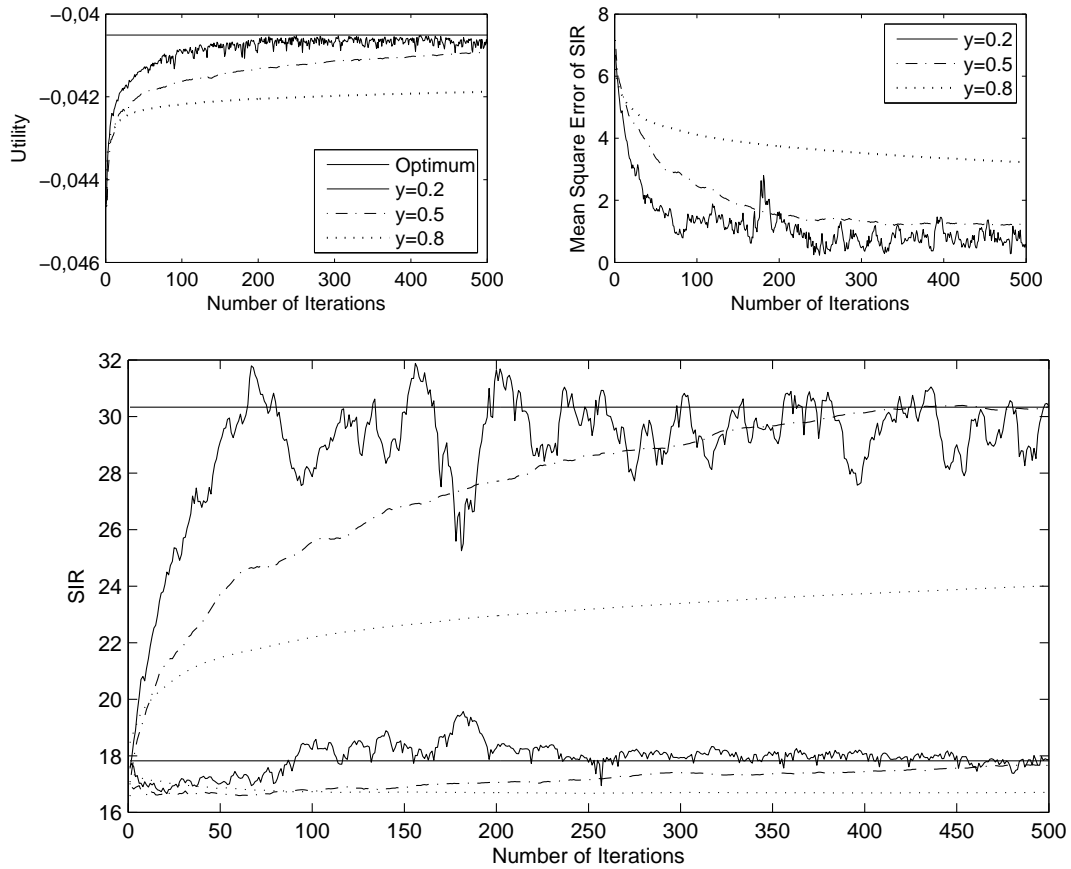 −0,04
−0,042
−0,044
−0,046
Utility
0 100 200 300 400 500
Number of Iterations
Optimum
y=0.2
y=0.5
y=0.8
8
6
4
2
0
Mean Square Error of SIR
0 100 200 300 400 500
Number of Iterations
y=0.2
y=0.5
y=0.8
32
30
28
26
24
22
20
18
16
SIR
0 50 100 150 200 250 300 350 400 450 500
Number of Iterations